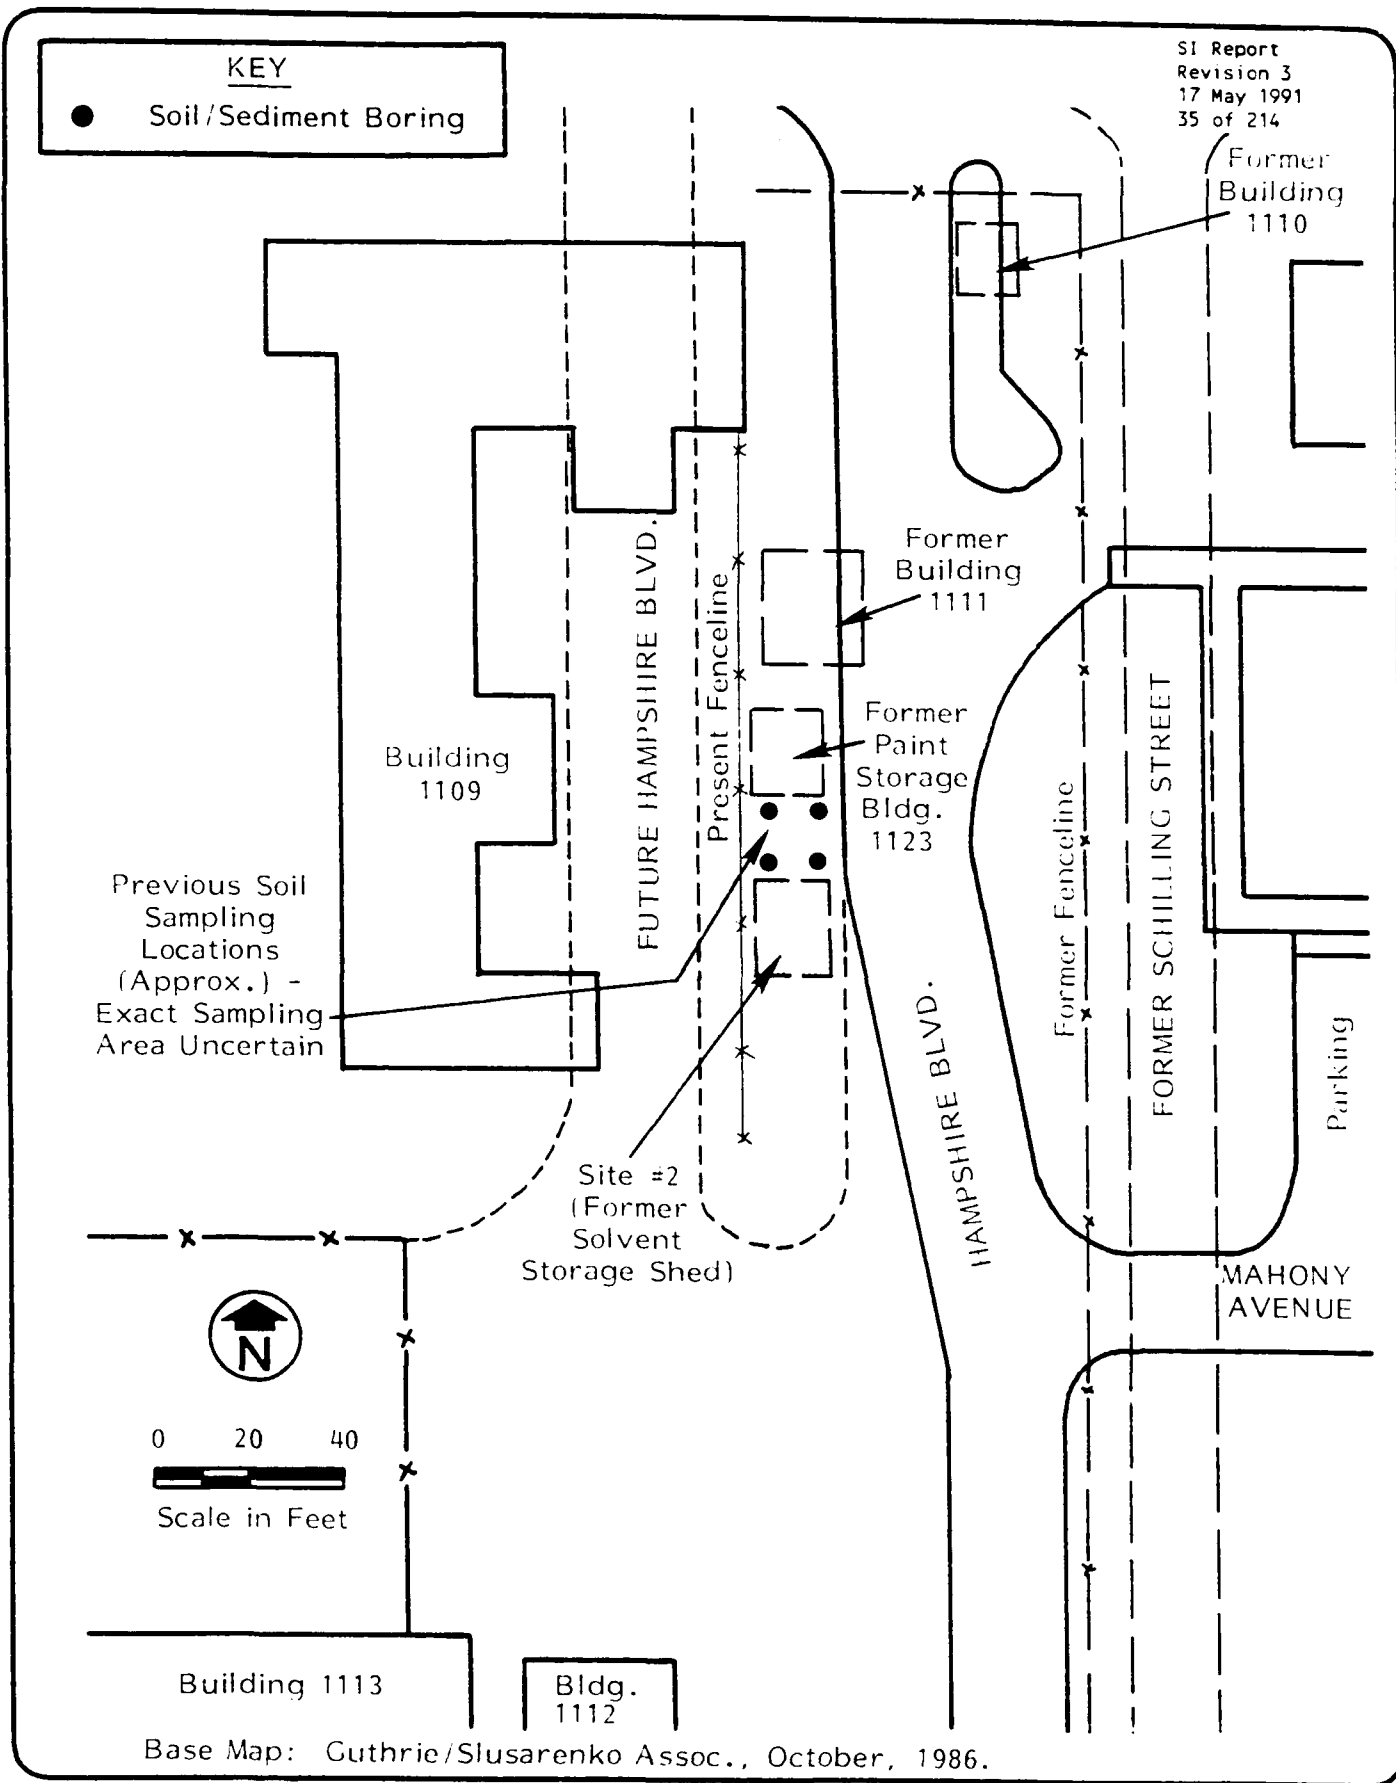 KEY
Soil/Sediment Boring
SI Report
Revision 3
17 May 1991
35 of 214
Former
Building
1110
Former
Building
1111
FUTURE HAMPSHIRE BLVD.
Present Fenceline
Former
Paint
Storage
Bldg.
1123
Building
1109
Previous Soil
Sampling
Locations
(Approx.) -
Exact Sampling
Area Uncertain
Former Fenceline
FORMER SCHILLING STREET
HAMPSHIRE BLVD.
Parking
Site #2
(Former
Solvent
Storage Shed)
MAHONY
AVENUE
N
0 20 40
Scale in Feet
Building 1113
Bldg.
1112
Base Map: Guthrie/Slusarenko Assoc., October, 1986.